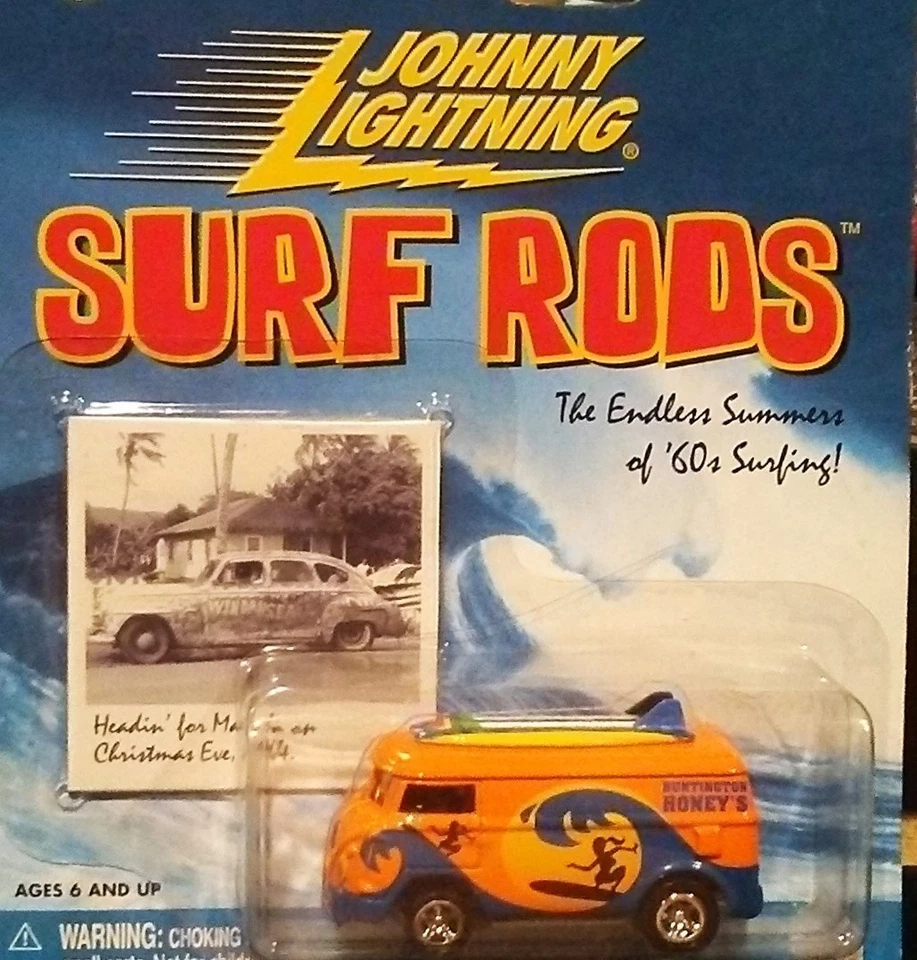 JOHNNY
LIGHTNING®
SURF RODS™
The Endless Summers
of '60s Surfing!
Headin' for
Christmas Eve,
HUNTINGTON
HONEY'S
AGES 6 AND UP
WARNING: CHOKING